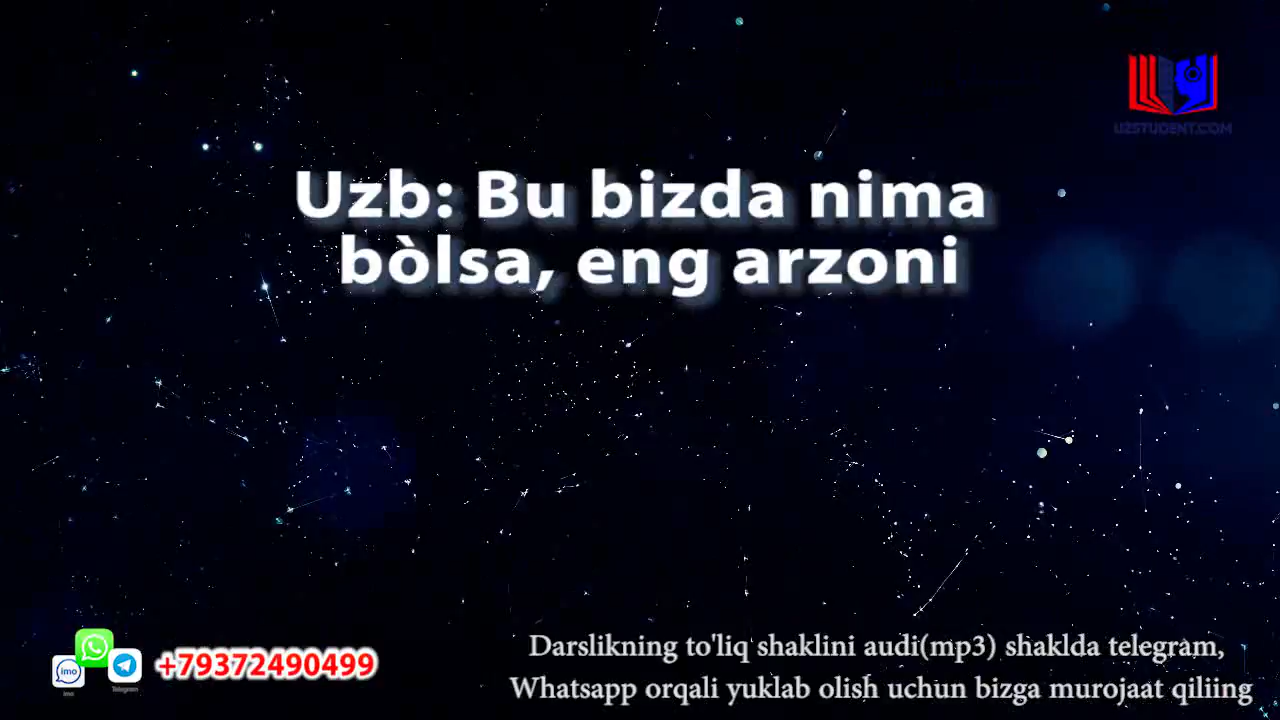 UZSTUDENT.COM
Uzb: Bu bizda nima
bòlsa, eng arzoni
Darslikning to'liq shaklini audi(mp3) shaklda telegram,
Whatsapp orqali yuklab olish uchun bizga murojaat qiliing
+79372490499
imo
Imo
Telegram